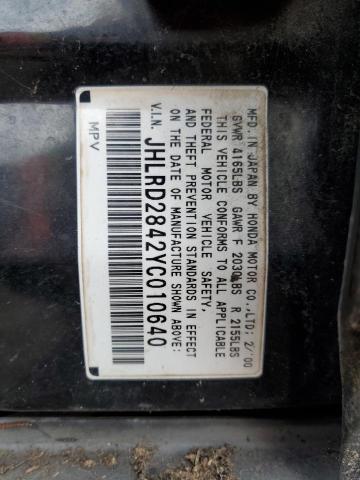 MFD. IN JAPAN BY HONDA MOTOR CO., LTD; 2/'00
GVWR 4165LBS GAWR F 2030LBS R 2155LBS
THIS VEHICLE CONFORMS TO ALL APPLICABLE
FEDERAL MOTOR VEHICLE SAFETY,
AND THEFT PREVENTION STANDARDS IN EFFECT
ON THE DATE OF MANUFACTURE SHOWN ABOVE:
V.I.N. JHLRD2842YC010640
MPV